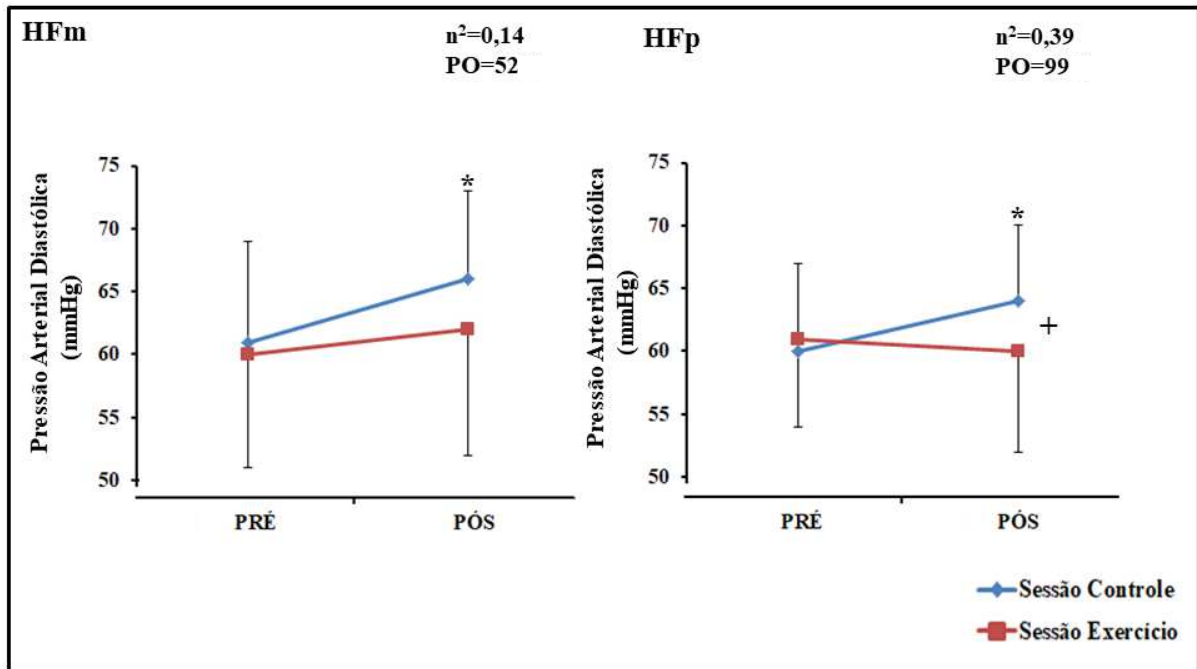 HFm
n²=0,14
PO=52
Pressão Arterial Diastólica
(mmHg)
75
70
65
60
55
50
*
PRÉ
PÓS
HFp
n²=0,39
PO=99
Pressão Arterial Diastólica
(mmHg)
75
70
65
60
55
50
*
+
PRÉ
PÓS
Sessão Controle
Sessão Exercício